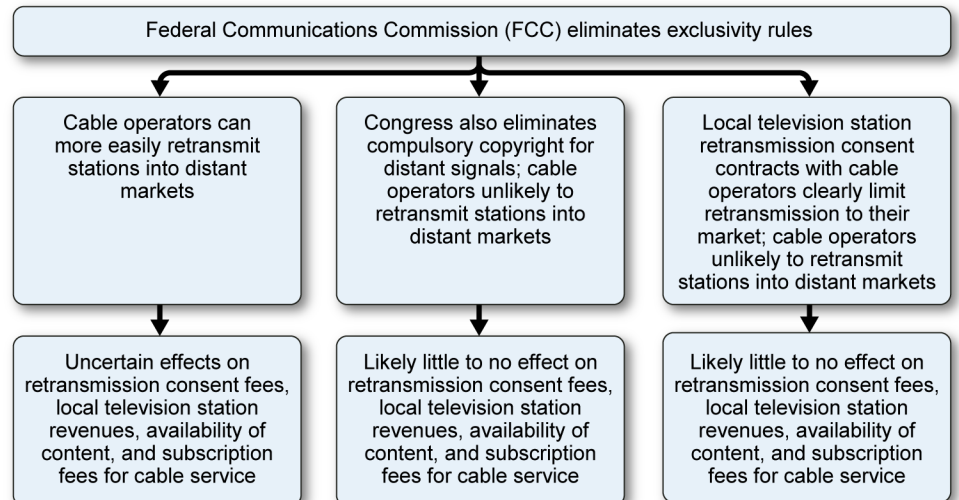 Federal Communications Commission (FCC) eliminates exclusivity rules
Cable operators can
more easily retransmit
stations into distant
markets
Congress also eliminates
compulsory copyright for
distant signals; cable
operators unlikely to
retransmit stations into
distant markets
Local television station
retransmission consent
contracts with cable
operators clearly limit
retransmission to their
market; cable operators
unlikely to retransmit
stations into distant markets
Uncertain effects on
retransmission consent fees,
local television station
revenues, availability of
content, and subscription
fees for cable service
Likely little to no effect on
retransmission consent fees,
local television station
revenues, availability of
content, and subscription
fees for cable service
Likely little to no effect on
retransmission consent fees,
local television station
revenues, availability of
content, and subscription
fees for cable service